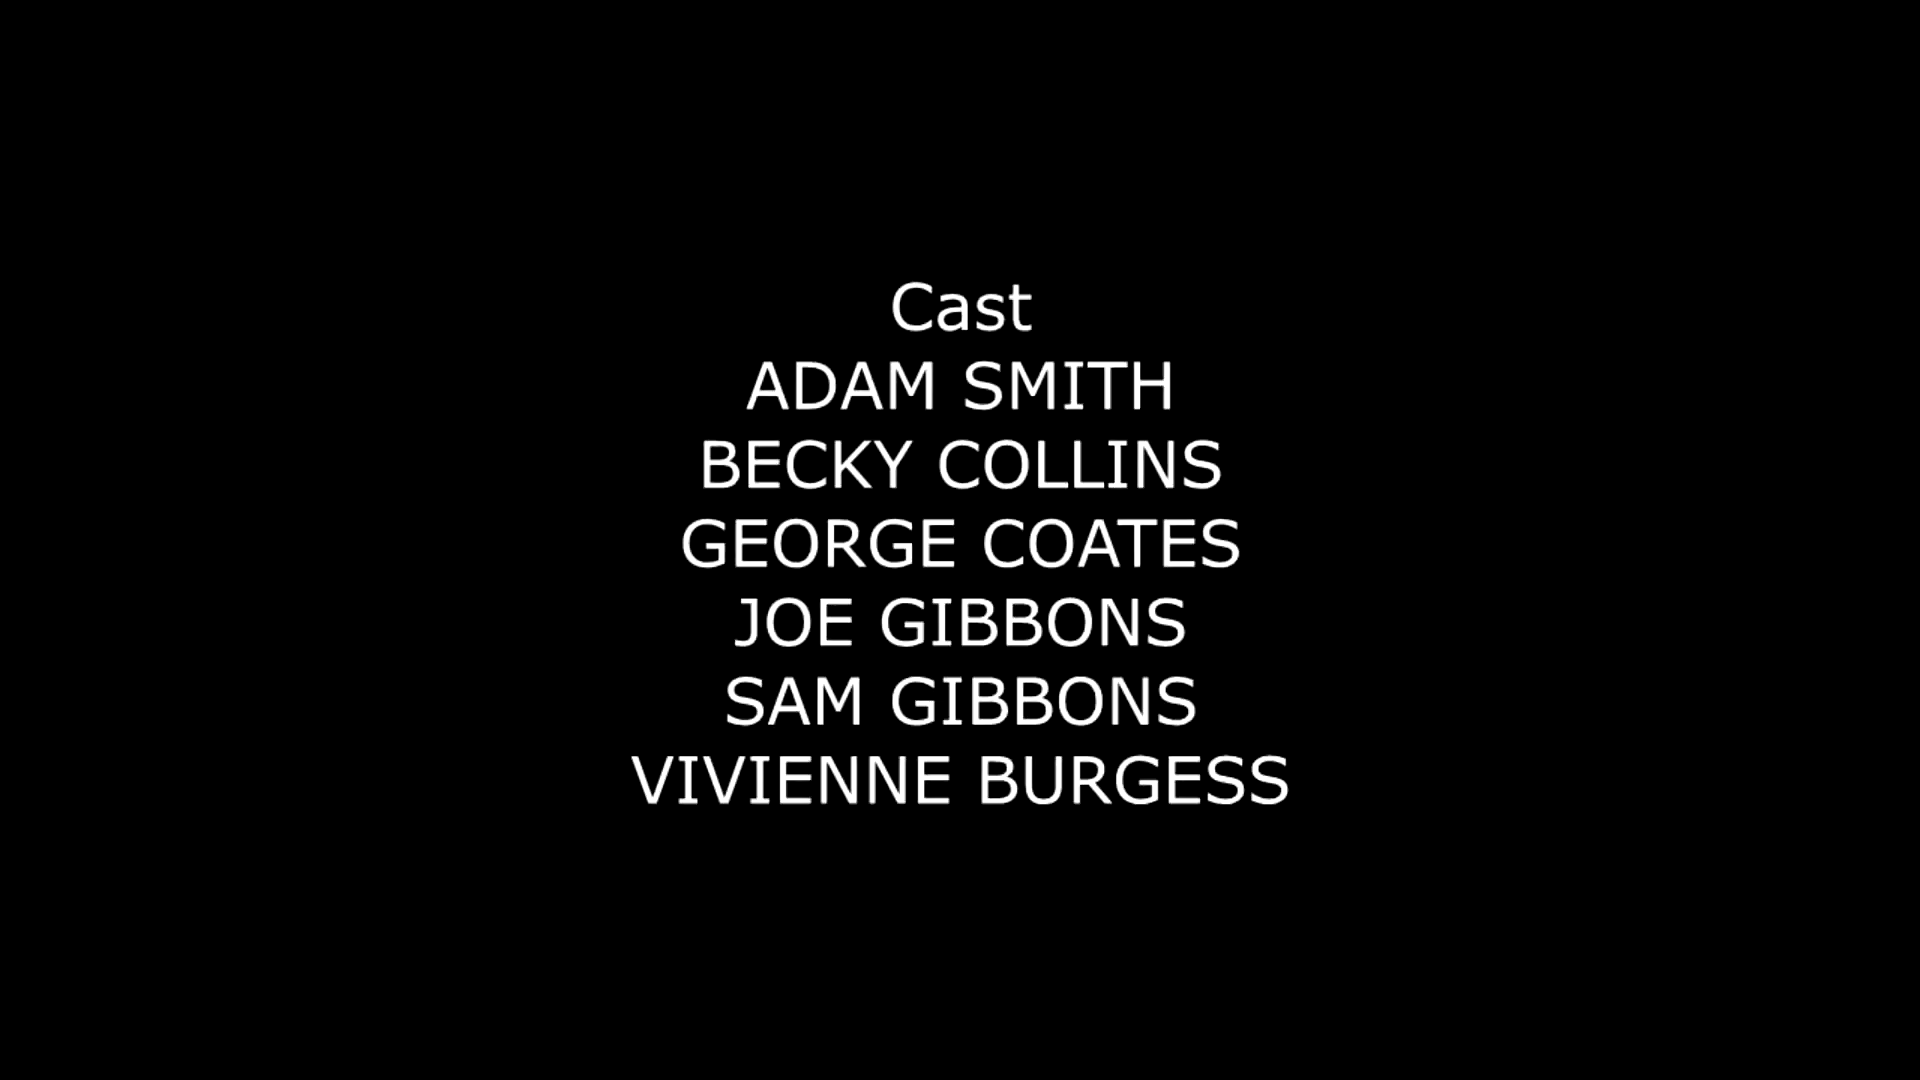 Cast
ADAM SMITH
BECKY COLLINS
GEORGE COATES
JOE GIBBONS
SAM GIBBONS
VIVIENNE BURGESS